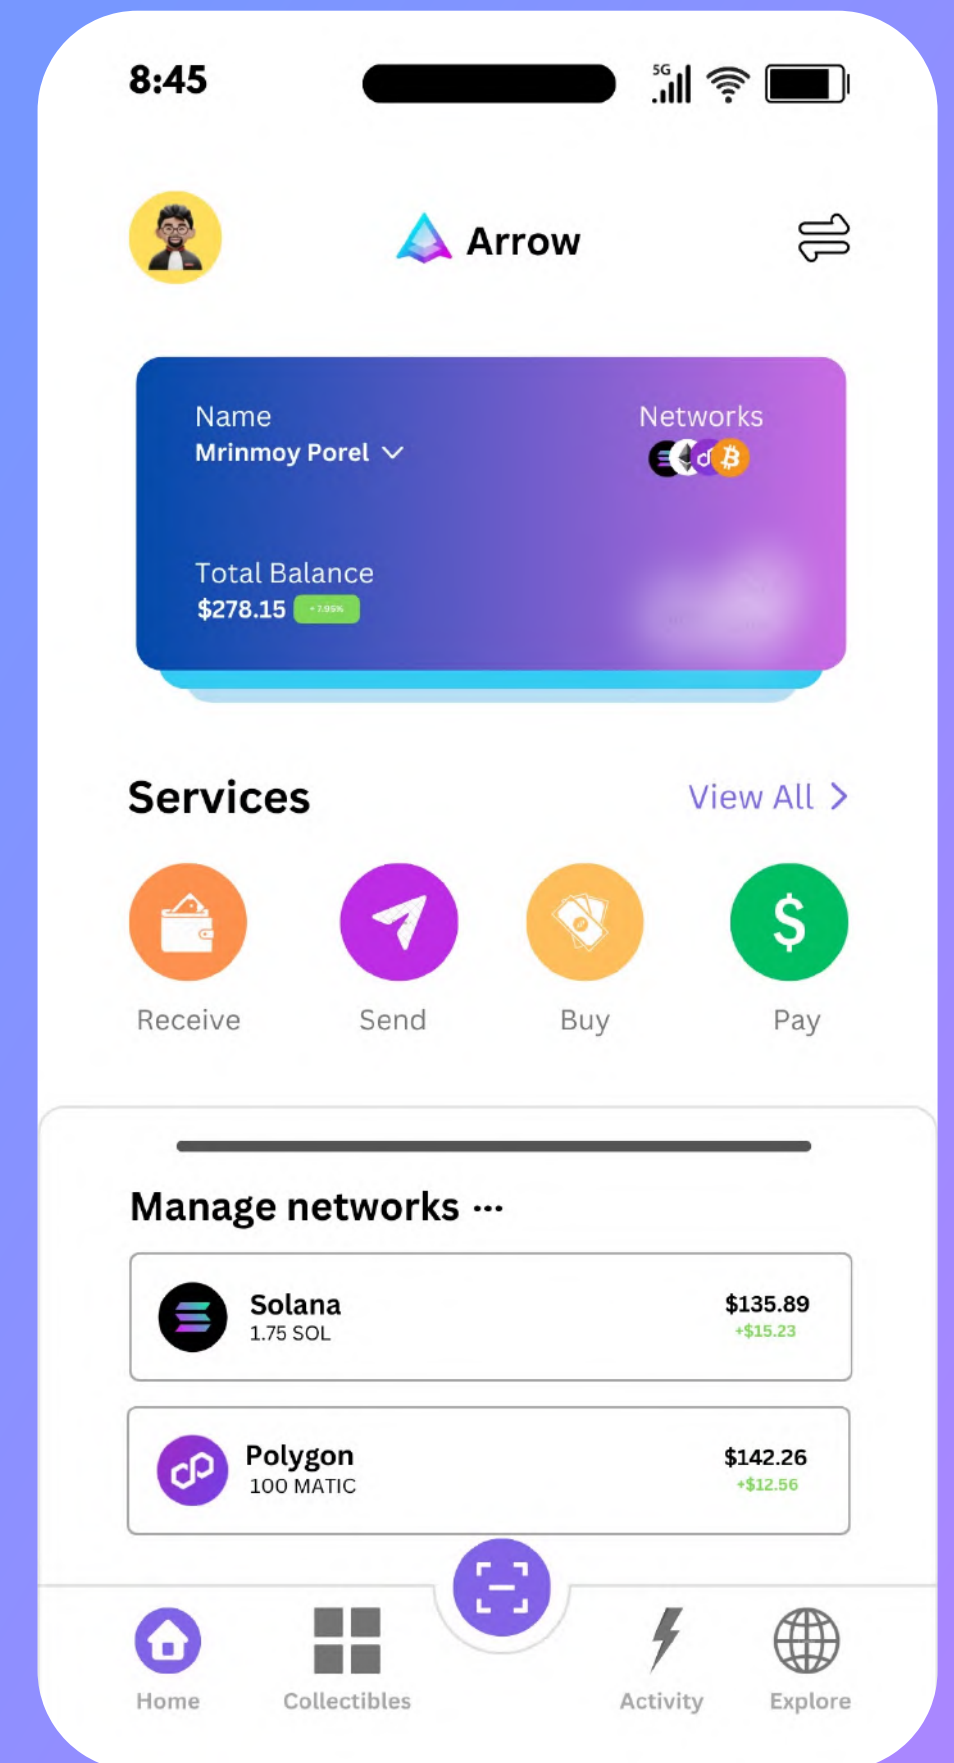 8:45
5G
Arrow
Name
Networks
Mrinmoy Porel
Total Balance
$278.15 +7.95%
Services
View All >
Receive
Send
Buy
Pay
Manage networks ...
Solana
$135.89
1.75 SOL
+$15.23
Polygon
$142.26
100 MATIC
+$12.56
Home
Collectibles
Activity
Explore